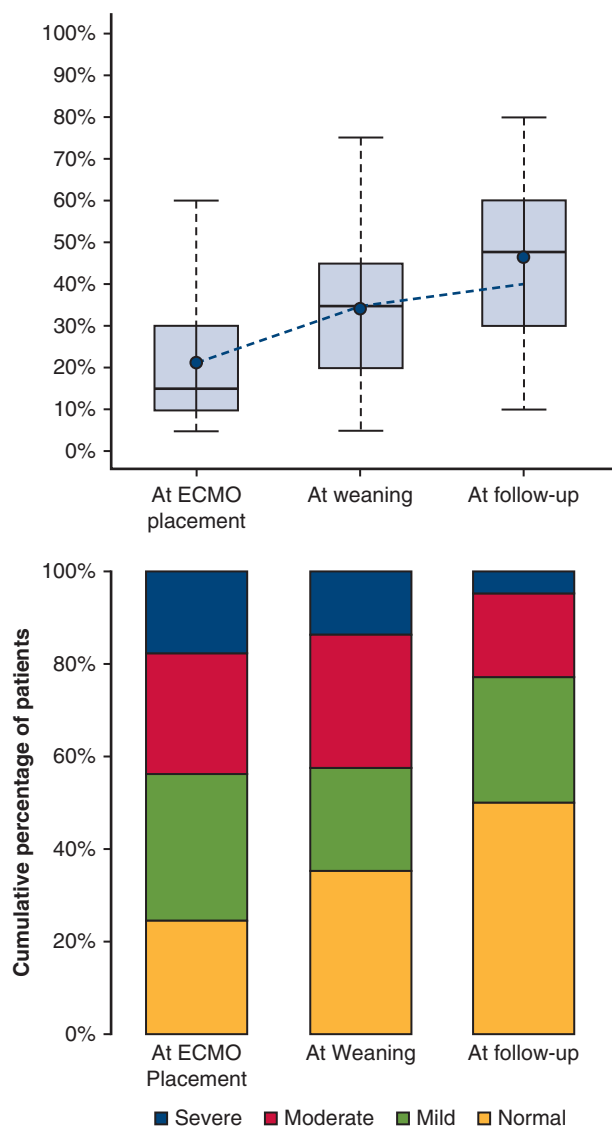 100%
90%
80%
70%
60%
50%
40%
30%
20%
10%
0%
At ECMO
placement
At weaning
At follow-up
Cumulative percentage of patients
100%
80%
60%
40%
20%
0%
At ECMO
Placement
At Weaning
At follow-up
Severe Moderate Mild Normal